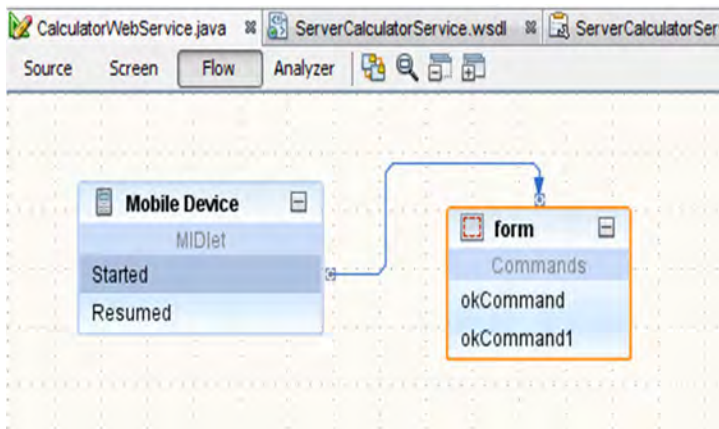 CalculatorWebService.java ServerCalculatorService.wsdl ServerCalculatorSer
Source Screen Flow Analyzer
Mobile Device
MIDlet
Started
Resumed
form
Commands
okCommand
okCommand1